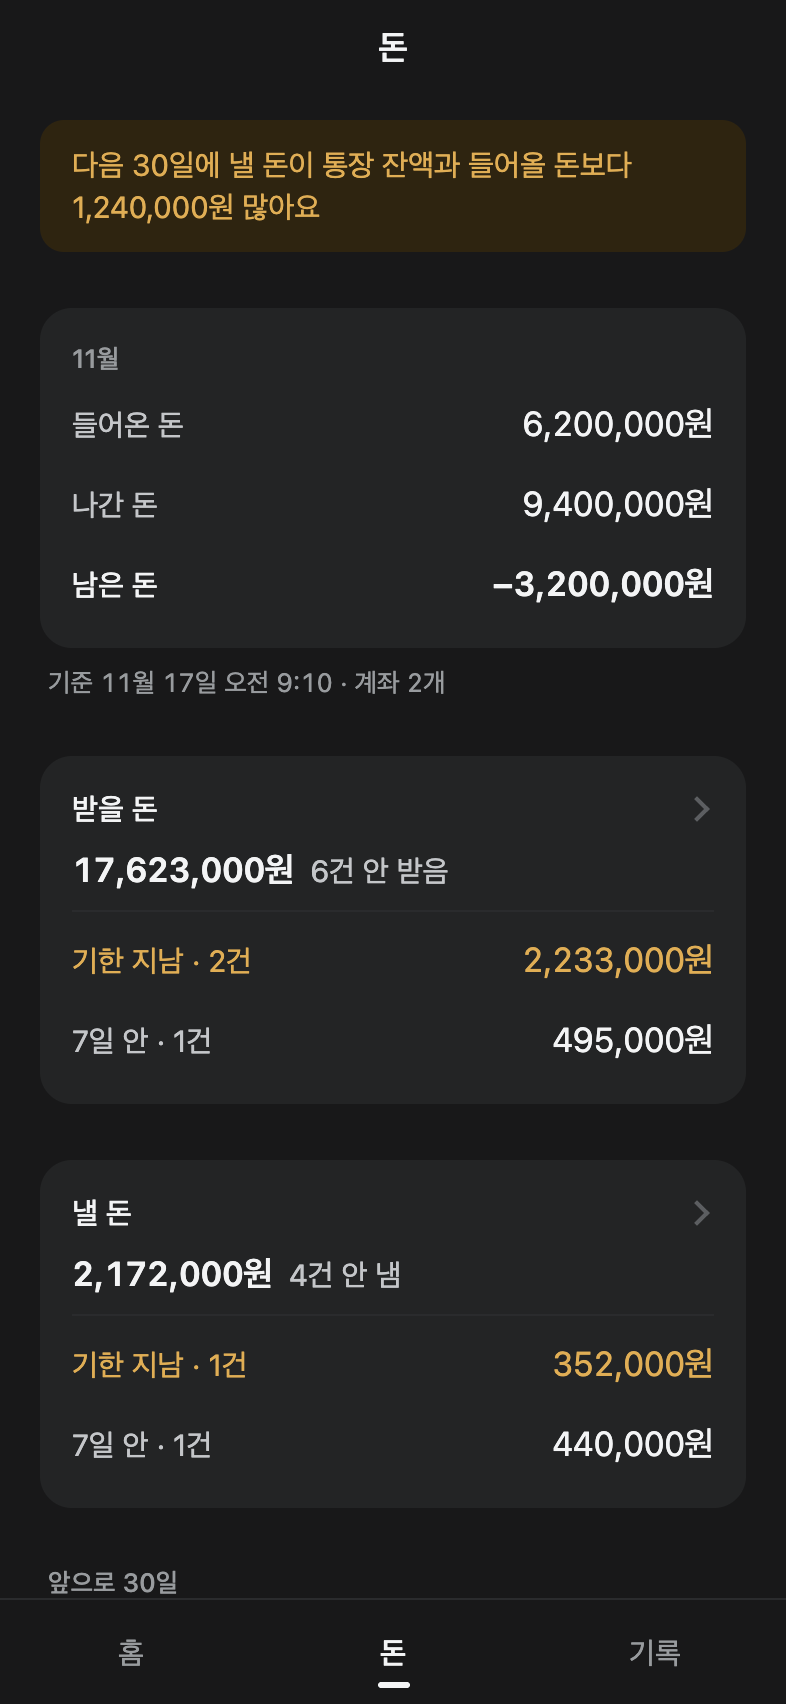 돈
다음 30일에 낼 돈이 통장 잔액과 들어올 돈보다
1,240,000원 많아요
11월
들어온 돈 6,200,000원
나간 돈 9,400,000원
남은 돈 −3,200,000원
기준 11월 17일 오전 9:10 · 계좌 2개
받을 돈
17,623,000원 6건 안 받음
기한 지남 · 2건 2,233,000원
7일 안 · 1건 495,000원
낼 돈
2,172,000원 4건 안 냄
기한 지남 · 1건 352,000원
7일 안 · 1건 440,000원
앞으로 30일
홈 돈 기록